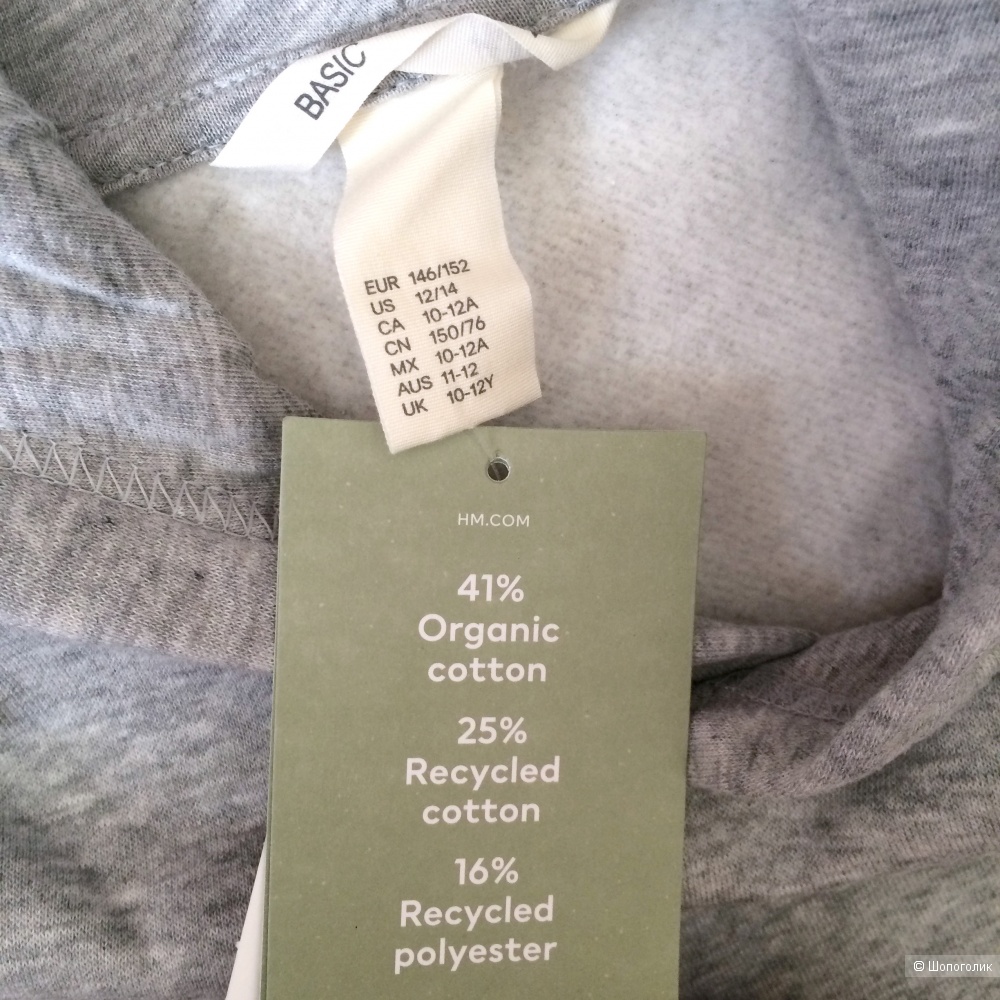 BASIC
EUR 146/152
US 12/14
CA 10-12A
CN 150/76
MX 10-12A
AUS 11-12
UK 10-12Y
HM.COM
41%
Organic
cotton
25%
Recycled
cotton
16%
Recycled
polyester
© Шопоголик